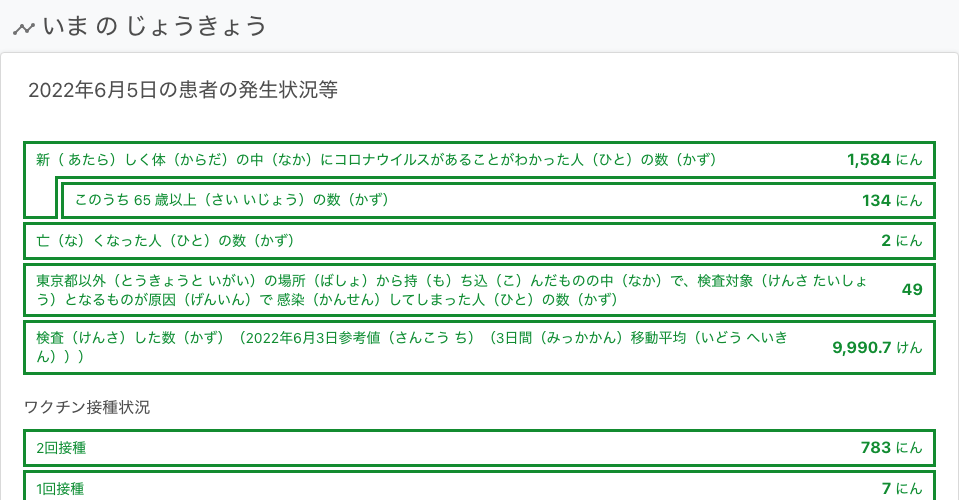 いま の じょうきょう
2022年6月5日の患者の発生状況等
新（ あたら）しく体（からだ）の中（なか）にコロナウイルスがあることがわかった人（ひと）の数（かず） 1,584 にん
このうち 65 歳以上（さい いじょう）の数（かず） 134 にん
亡（な）くなった人（ひと）の数（かず） 2 にん
東京都以外（とうきょうと いがい）の場所（ばしょ）から持（も）ち込（こ）んだものの中（なか）で、検査対象（けんさ たいしょ
う）となるものが原因（げんいん）で 感染（かんせん）してしまった人（ひと）の数（かず） 49
検査（けんさ）した数（かず）（2022年6月3日参考値（さんこう ち）（3日間（みっかかん）移動平均（いどう へいき
ん））） 9,990.7 けん
ワクチン接種状況
2回接種 783 にん
1回接種 7 にん